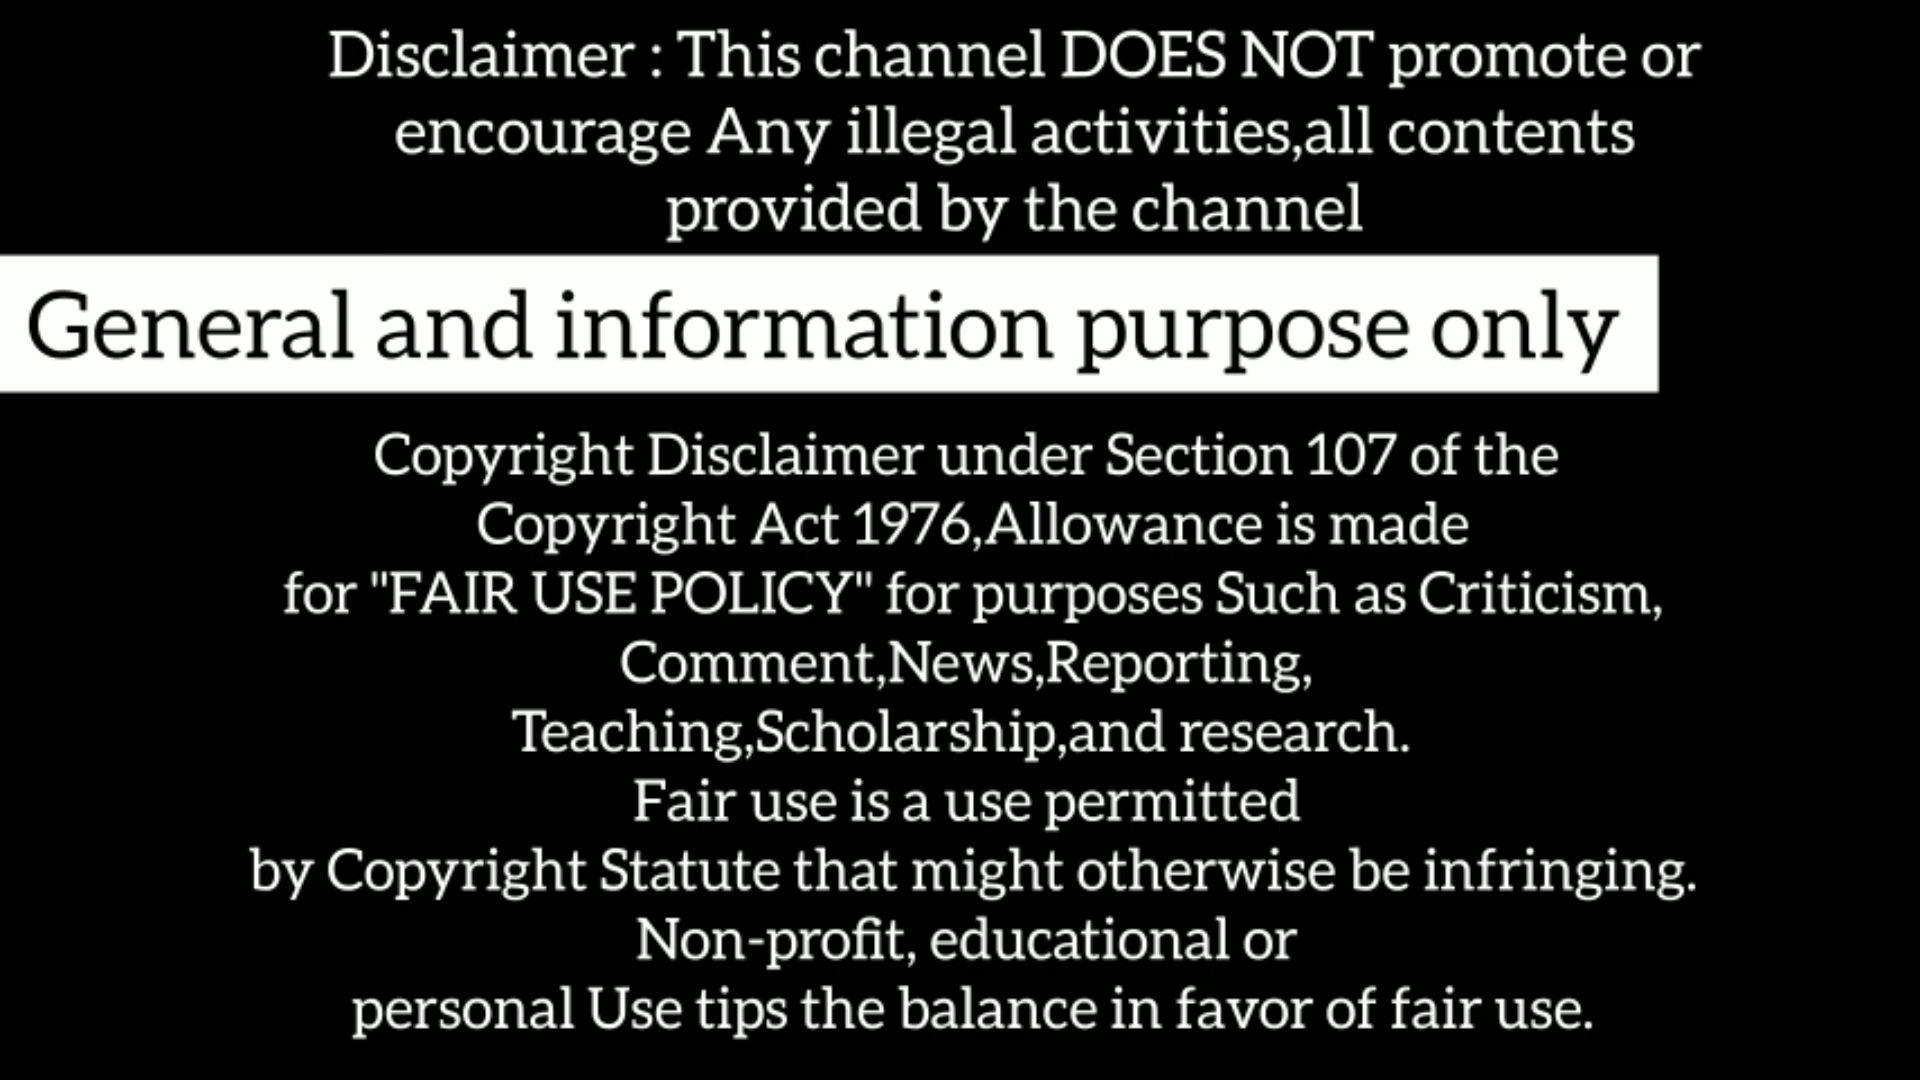 Disclaimer : This channel DOES NOT promote or
encourage Any illegal activities,all contents
provided by the channel
General and information purpose only
Copyright Disclaimer under Section 107 of the
Copyright Act 1976,Allowance is made
for "FAIR USE POLICY" for purposes Such as Criticism,
Comment,News,Reporting,
Teaching,Scholarship,and research.
Fair use is a use permitted
by Copyright Statute that might otherwise be infringing.
Non-profit, educational or
personal Use tips the balance in favor of fair use.